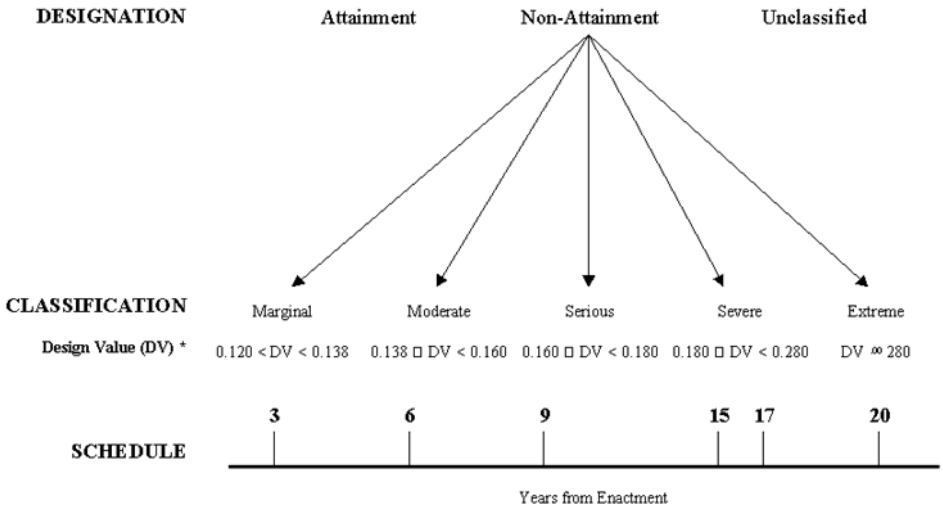 DESIGNATION Attainment Non-Attainment Unclassified
CLASSIFICATION Marginal Moderate Serious Severe Extreme
Design Value (DV) * 0.120 < DV < 0.138 0.138 □ DV < 0.160 0.160 □ DV < 0.180 0.180 □ DV < 0.280 DV ∞ 280
3 6 9 15 17 20
SCHEDULE
Years from Enactment